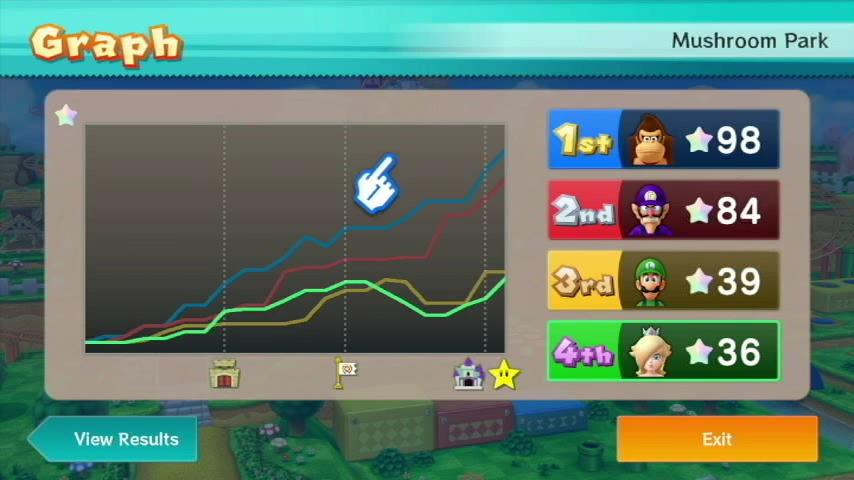 Graph
Mushroom Park
1st 98
2nd 84
3rd 39
4th 36
W
View Results
Exit